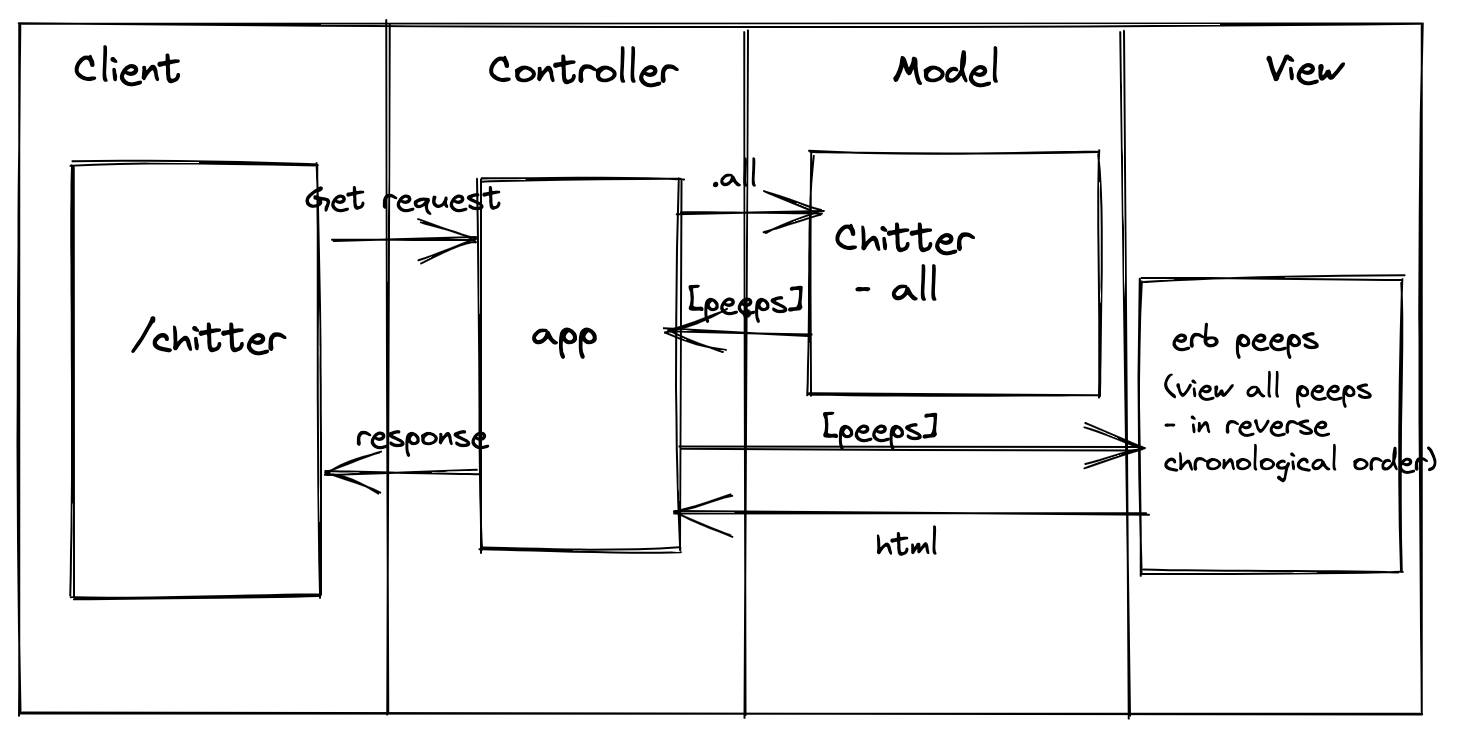 Client
Controller
Model
View
Get request
.all
/chitter
app
Chitter
- all
[peeps]
response
[peeps]
html
erb peeps
(view all peeps
- in reverse
chronological order)